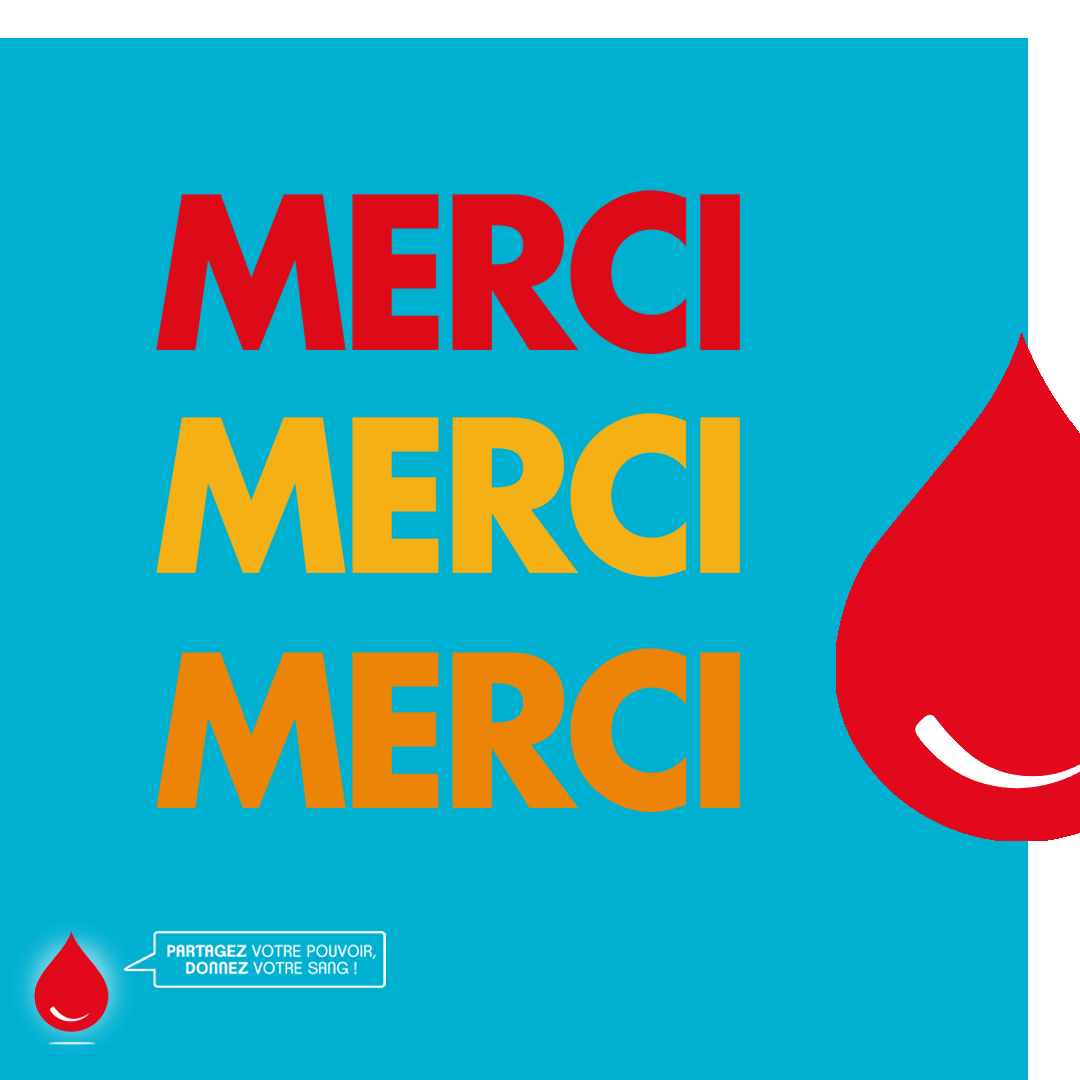 MERCI
MERCI
MERCI
PARTAGEZ VOTRE POUVOIR,
DONNEZ VOTRE SANG !